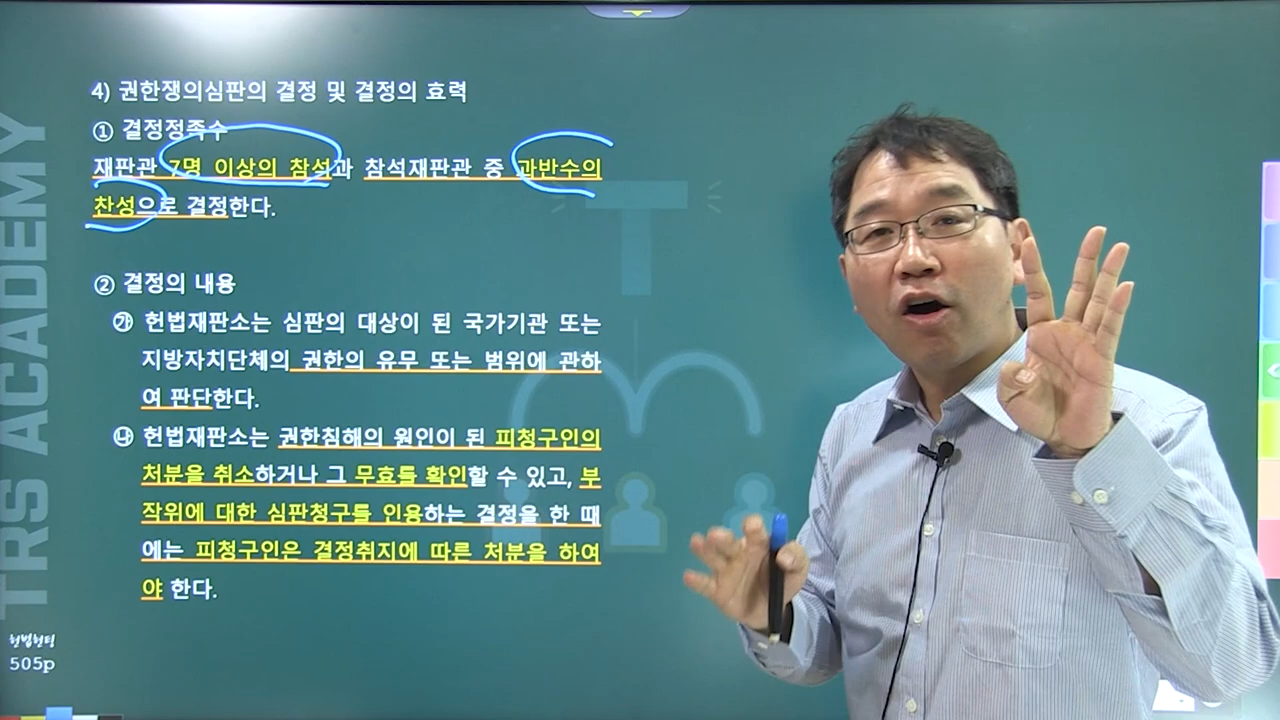 4) 권한쟁의심판의 결정 및 결정의 효력
① 결정정족수
재판관 7명 이상의 참석과 참석재판관 중 과반수의
찬성으로 결정한다.
② 결정의 내용
㉮ 헌법재판소는 심판의 대상이 된 국가기관 또는
지방자치단체의 권한의 유무 또는 범위에 관하
여 판단한다.
㉯ 헌법재판소는 권한침해의 원인이 된 피청구인의
처분을 취소하거나 그 무효를 확인할 수 있고, 부
작위에 대한 심판청구를 인용하는 결정을 한 때
에는 피청구인은 결정취지에 따른 처분을 하여
야 한다.
TRS ACADEMY
헌법헌터
505p